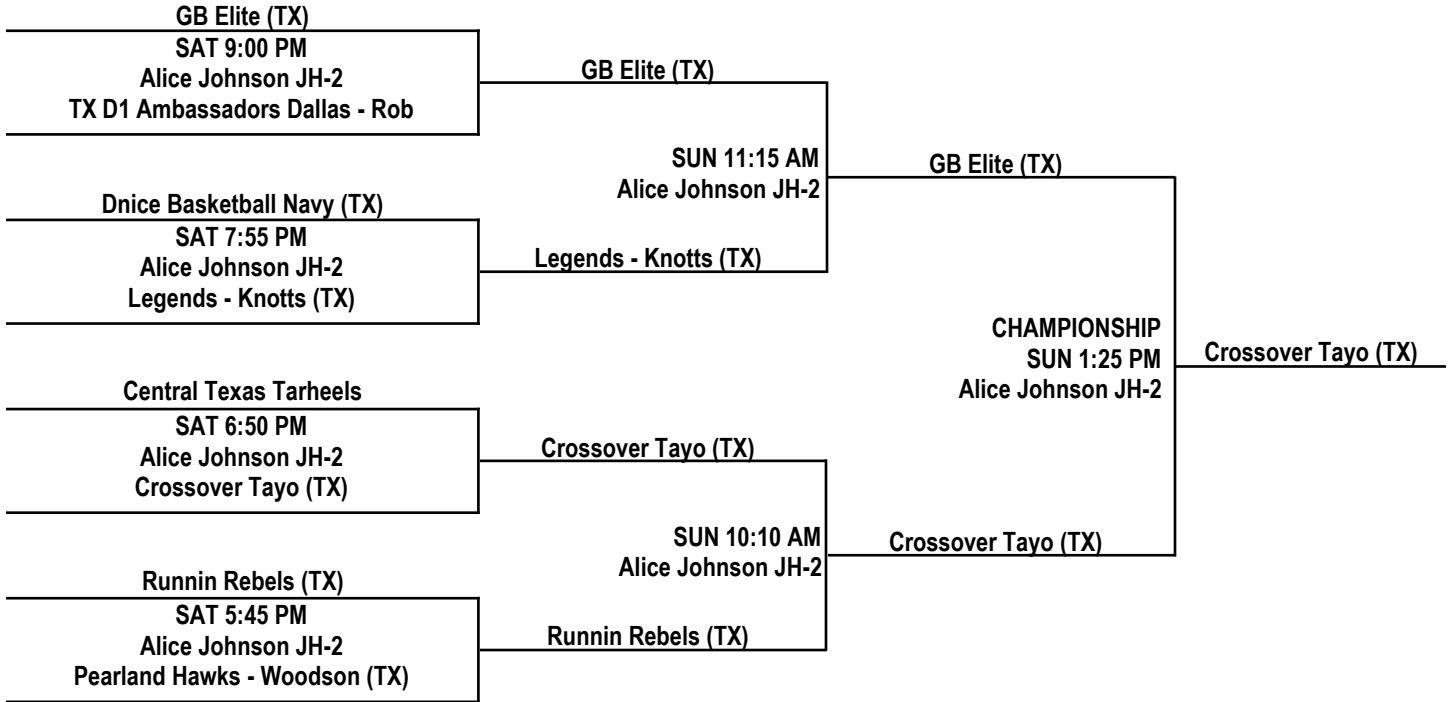 GB Elite (TX)
SAT 9:00 PM
Alice Johnson JH-2
TX D1 Ambassadors Dallas - Rob
GB Elite (TX)
SUN 11:15 AM
Alice Johnson JH-2
GB Elite (TX)
Dnice Basketball Navy (TX)
SAT 7:55 PM
Alice Johnson JH-2
Legends - Knotts (TX)
Legends - Knotts (TX)
CHAMPIONSHIP
SUN 1:25 PM
Alice Johnson JH-2
Crossover Tayo (TX)
Central Texas Tarheels
SAT 6:50 PM
Alice Johnson JH-2
Crossover Tayo (TX)
Crossover Tayo (TX)
SUN 10:10 AM
Alice Johnson JH-2
Crossover Tayo (TX)
Runnin Rebels (TX)
SAT 5:45 PM
Alice Johnson JH-2
Pearland Hawks - Woodson (TX)
Runnin Rebels (TX)